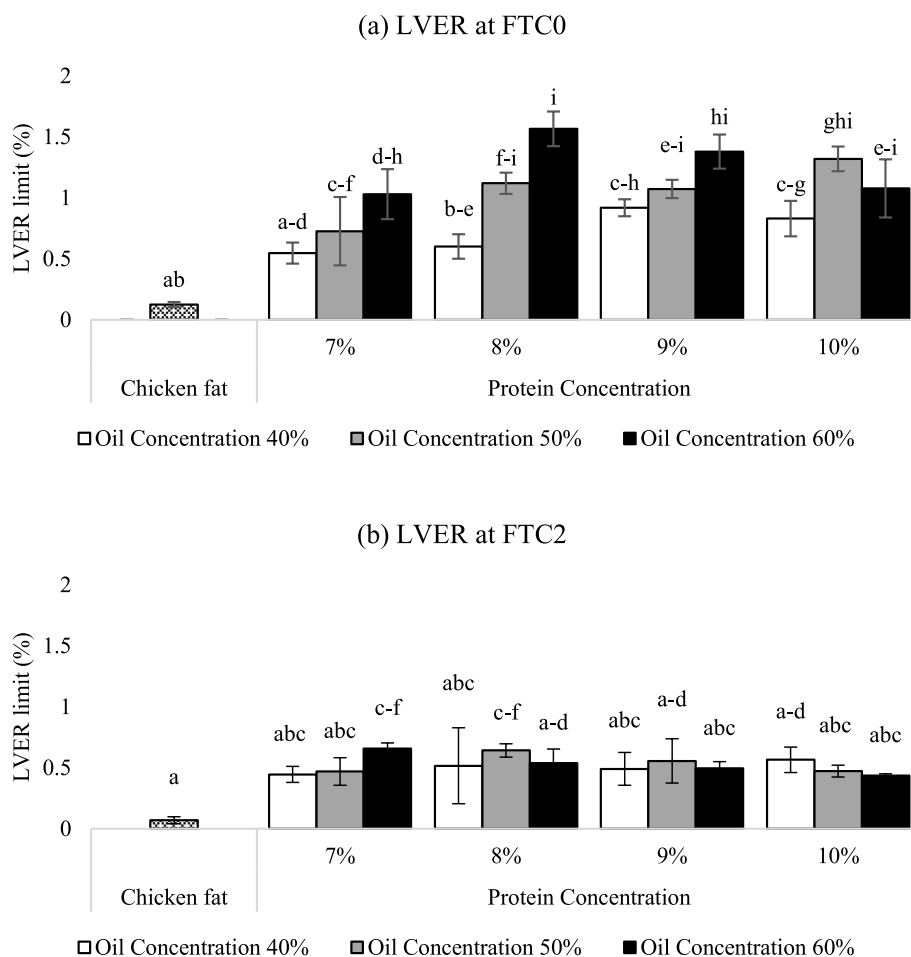 (a) LVER at FTC0
LVER limit (%)
2
1.5
1
0.5
0
ab
a-d
c-f
d-h
b-e
f-i
i
c-h
e-i
hi
c-g
ghi
e-i
7%
8%
9%
10%
Chicken fat
Protein Concentration
Oil Concentration 40%
Oil Concentration 50%
Oil Concentration 60%
(b) LVER at FTC2
LVER limit (%)
2
1.5
1
0.5
0
a
abc
abc
c-f
abc
c-f
a-d
abc
a-d
abc
a-d
abc
abc
7%
8%
9%
10%
Chicken fat
Protein Concentration
Oil Concentration 40%
Oil Concentration 50%
Oil Concentration 60%